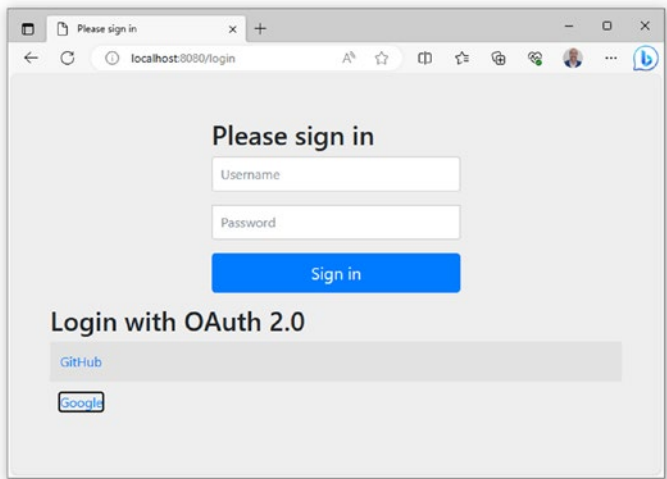 Please sign in
localhost:8080/login
Please sign in
Username
Password
Sign in
Login with OAuth 2.0
GitHub
Google